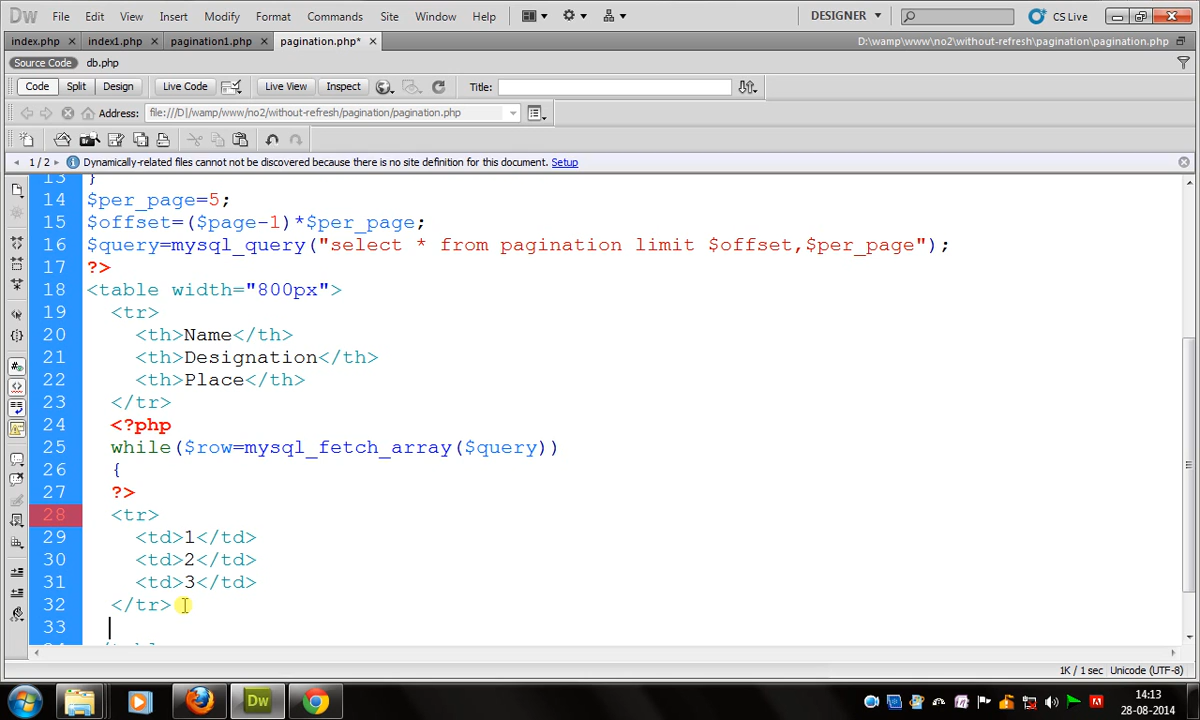 Dw File Edit View Insert Modify Format Commands Site Window Help DESIGNER CS Live
index.php index1.php pagination1.php pagination.php* D:\wamp\www\no2\without-refresh\pagination\pagination.php
Source Code db.php
Code Split Design Live Code Live View Inspect Title:
Address: file:///D|/wamp/www/no2/without-refresh/pagination/pagination.php
1 / 2 Dynamically-related files cannot not be discovered because there is no site definition for this document. Setup
13 }
14 $per_page=5;
15 $offset=($page-1)*$per_page;
16 $query=mysql_query("select * from pagination limit $offset,$per_page");
17 ?>
18 <table width="800px">
19 <tr>
20 <th>Name</th>
21 <th>Designation</th>
22 <th>Place</th>
23 </tr>
24 <?php
25 while($row=mysql_fetch_array($query))
26 {
27 ?>
28 <tr>
29 <td>1</td>
30 <td>2</td>
31 <td>3</td>
32 </tr>
33
1K / 1 sec Unicode (UTF-8)
Dw
14:13
28-08-2014